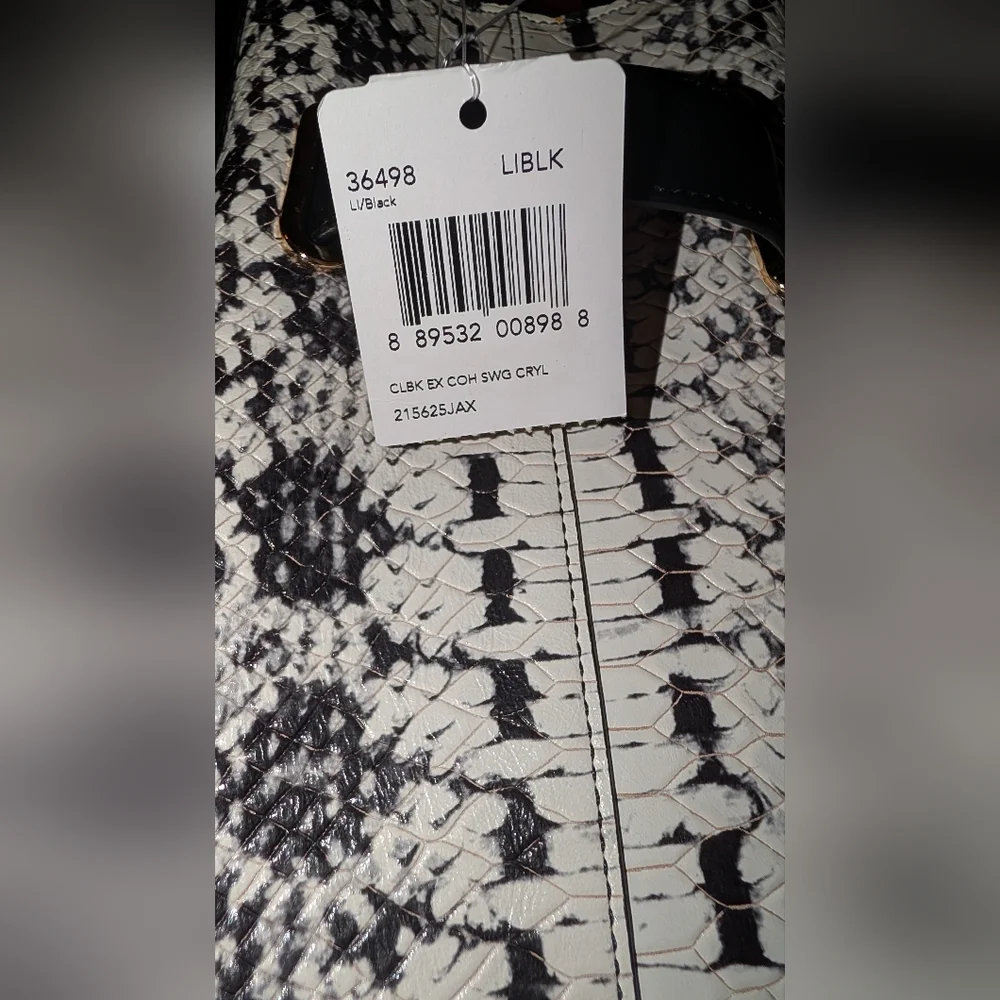 36498 LIBLK
LI/Black
8 89532 00898 8
CLBK EX COH SWG CRYL
215625JAX